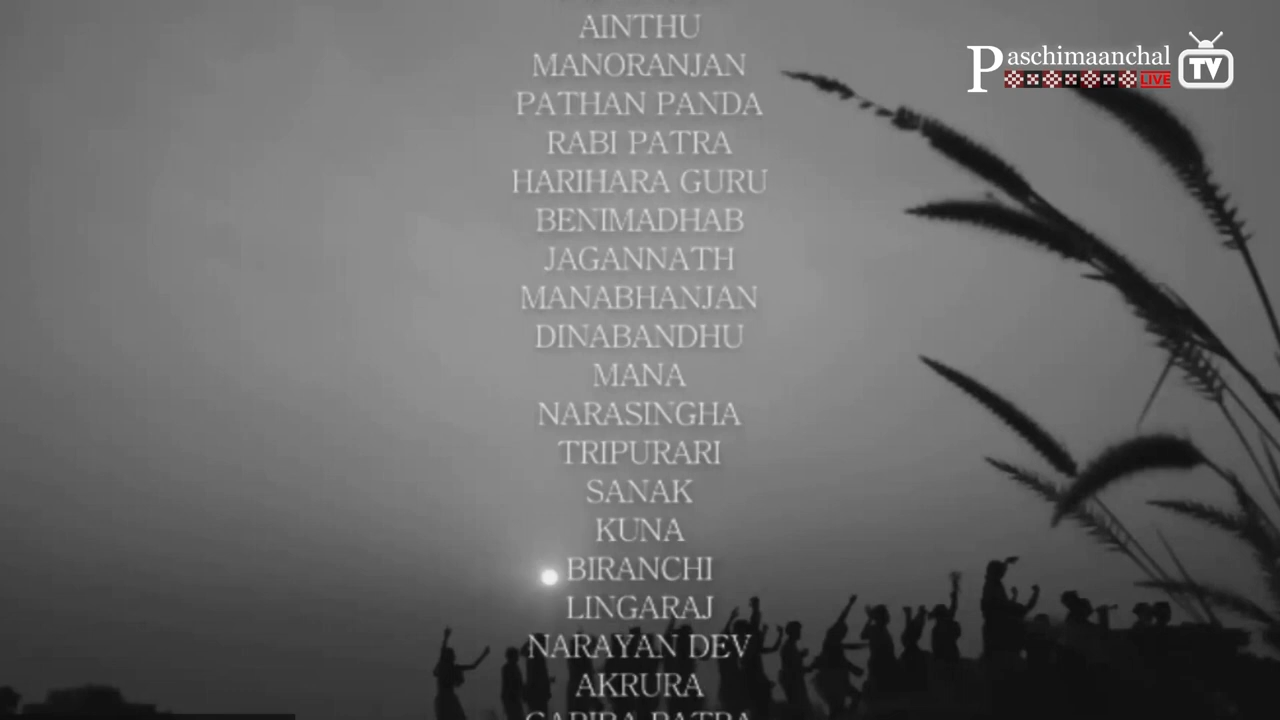 AINTHU
MANORANJAN
PATHAN PANDA
RABI PATRA
HARIHARA GURU
BENIMADHAB
JAGANNATH
MANABHANJAN
DINABANDHU
MANA
NARASINGHA
TRIPURARI
SANAK
KUNA
BIRANCHI
LINGARAJ
NARAYAN DEV
AKRURA
Paschimaanchal
LIVE
TV